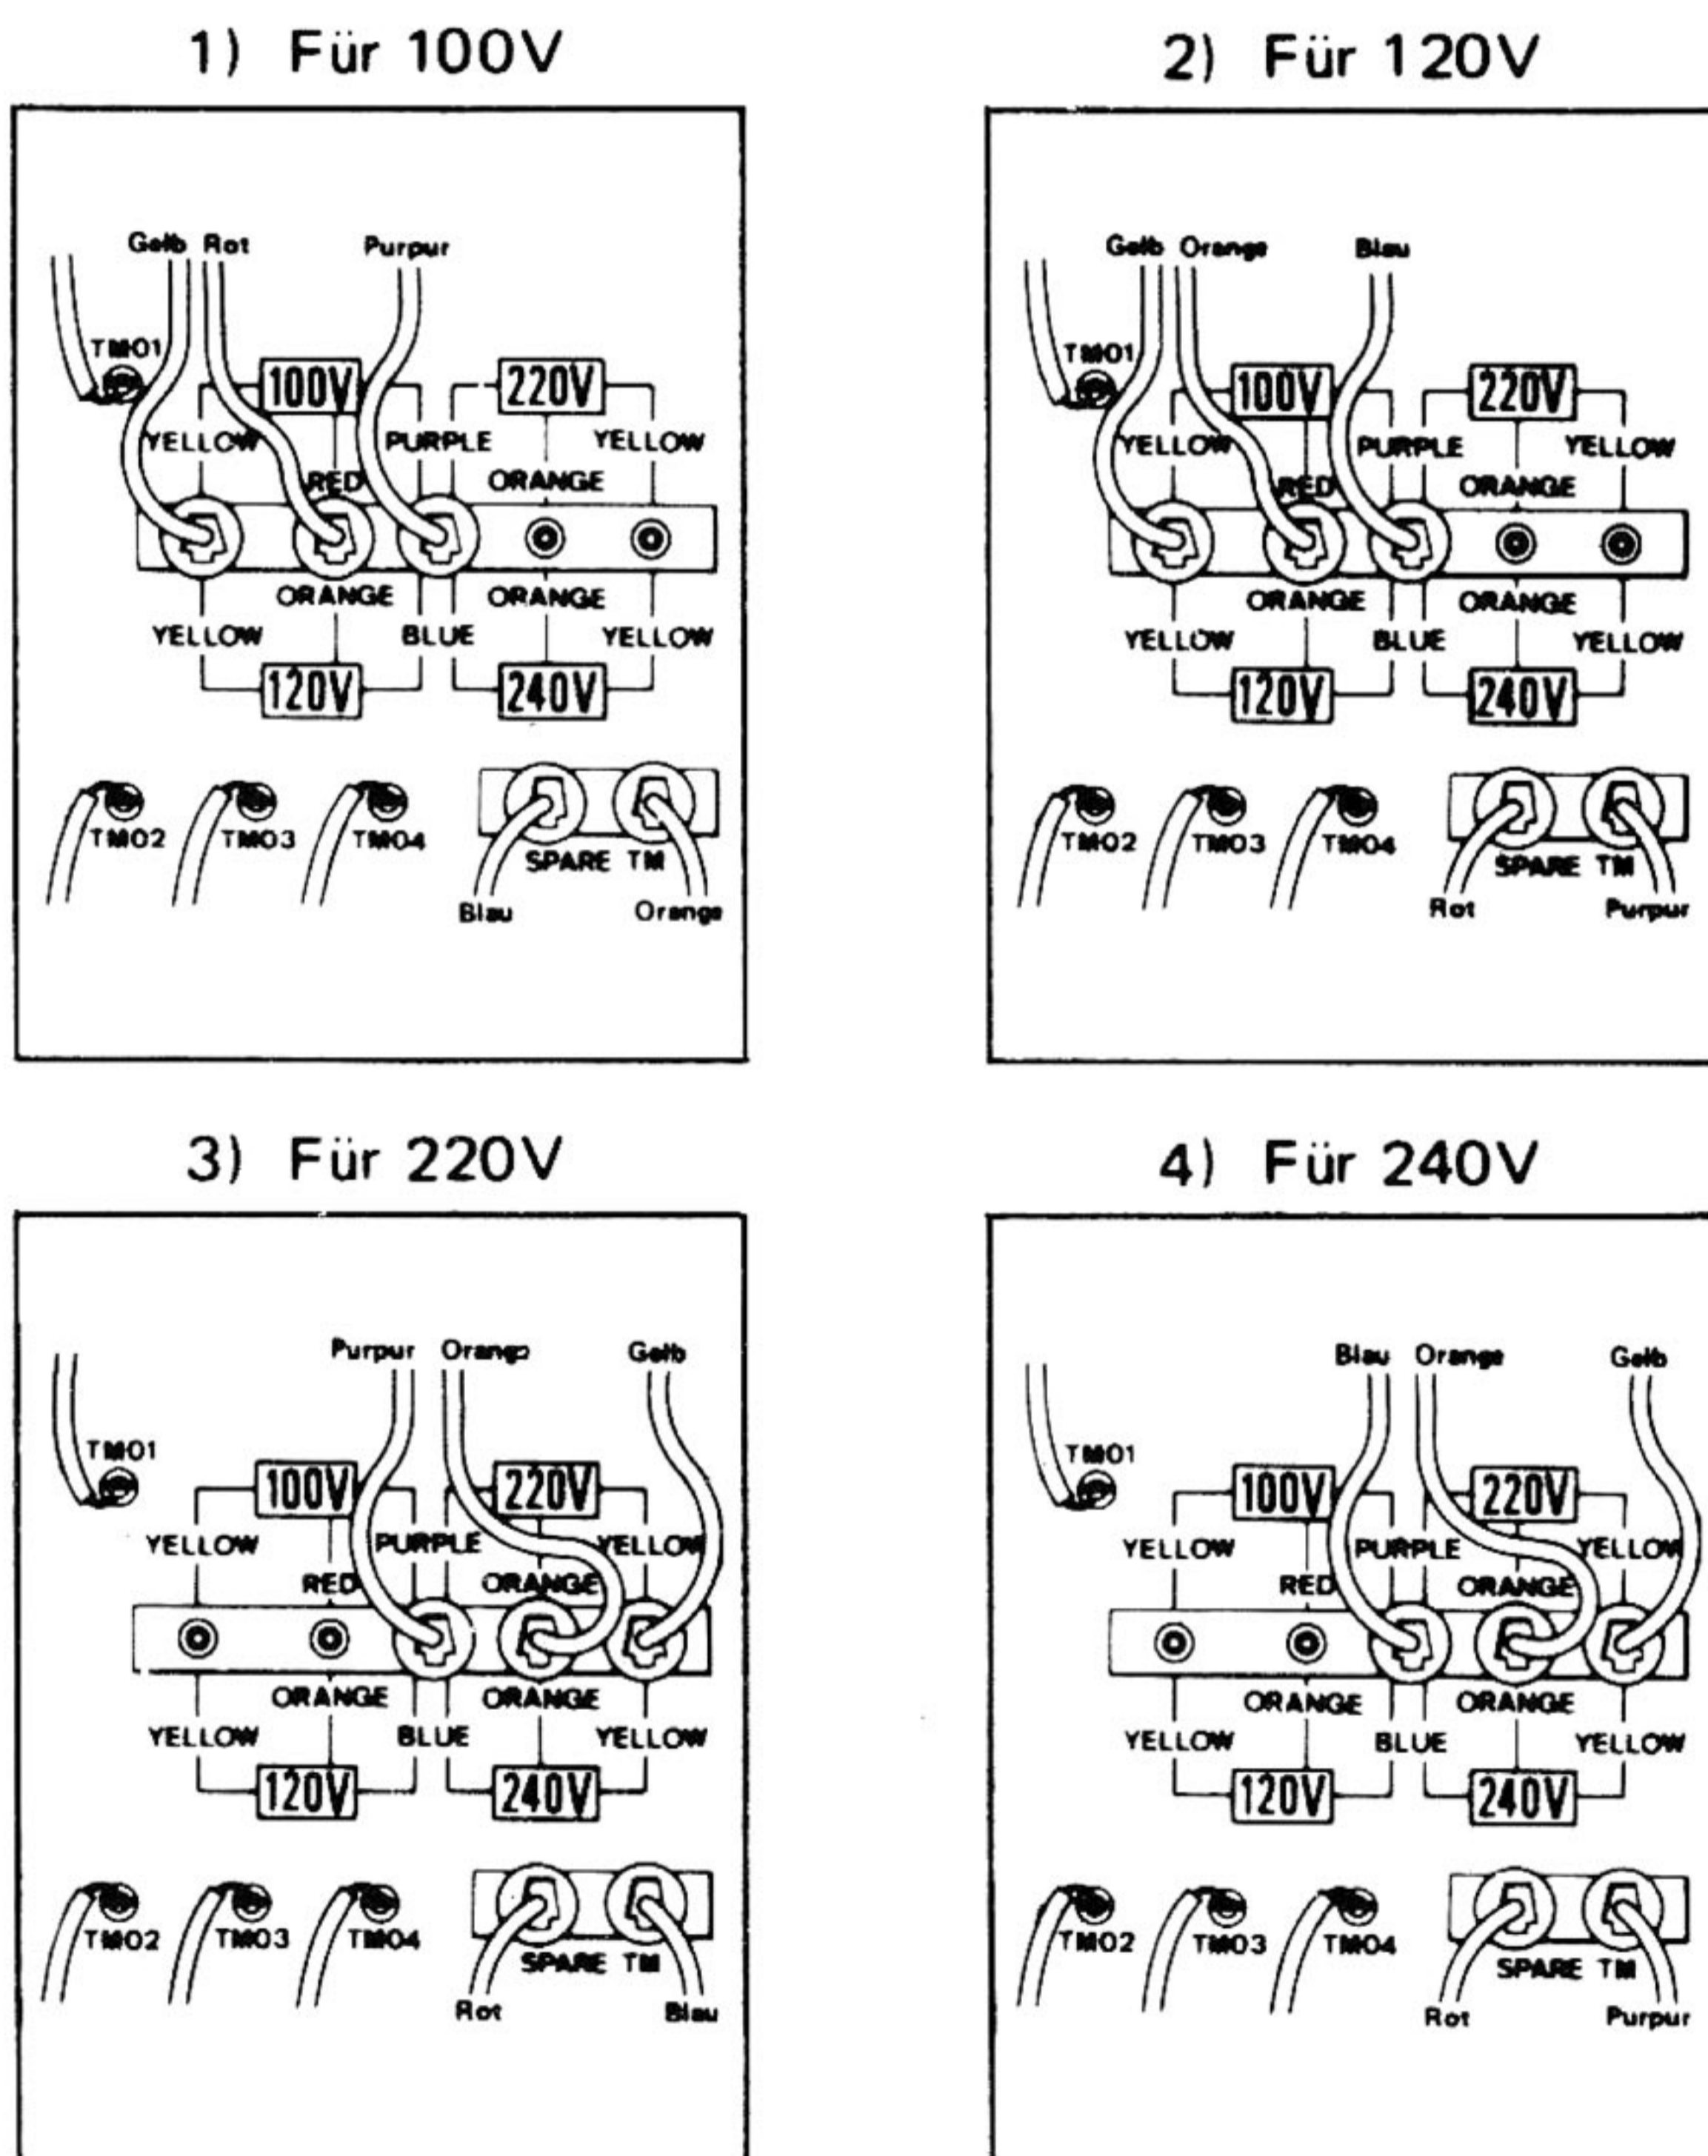 1) Für 100V
Gelb Rot Purpur
TM01
100V 220V
YELLOW PURPLE YELLOW
RED ORANGE
ORANGE ORANGE
YELLOW BLUE YELLOW
120V 240V
TM02 TM03 TM04
SPARE TM
Blau Orange
2) Für 120V
Gelb Orange Blau
TM01
100V 220V
YELLOW PURPLE YELLOW
RED ORANGE
ORANGE ORANGE
YELLOW BLUE YELLOW
120V 240V
TM02 TM03 TM04
SPARE TM
Rot Purpur
3) Für 220V
Purpur Orange Gelb
TM01
100V 220V
YELLOW PURPLE YELLOW
RED ORANGE
ORANGE ORANGE
YELLOW BLUE YELLOW
120V 240V
TM02 TM03 TM04
SPARE TM
Rot Blau
4) Für 240V
Blau Orange Gelb
TM01
100V 220V
YELLOW PURPLE YELLOW
RED ORANGE
ORANGE ORANGE
YELLOW BLUE YELLOW
120V 240V
TM02 TM03 TM04
SPARE TM
Rot Purpur